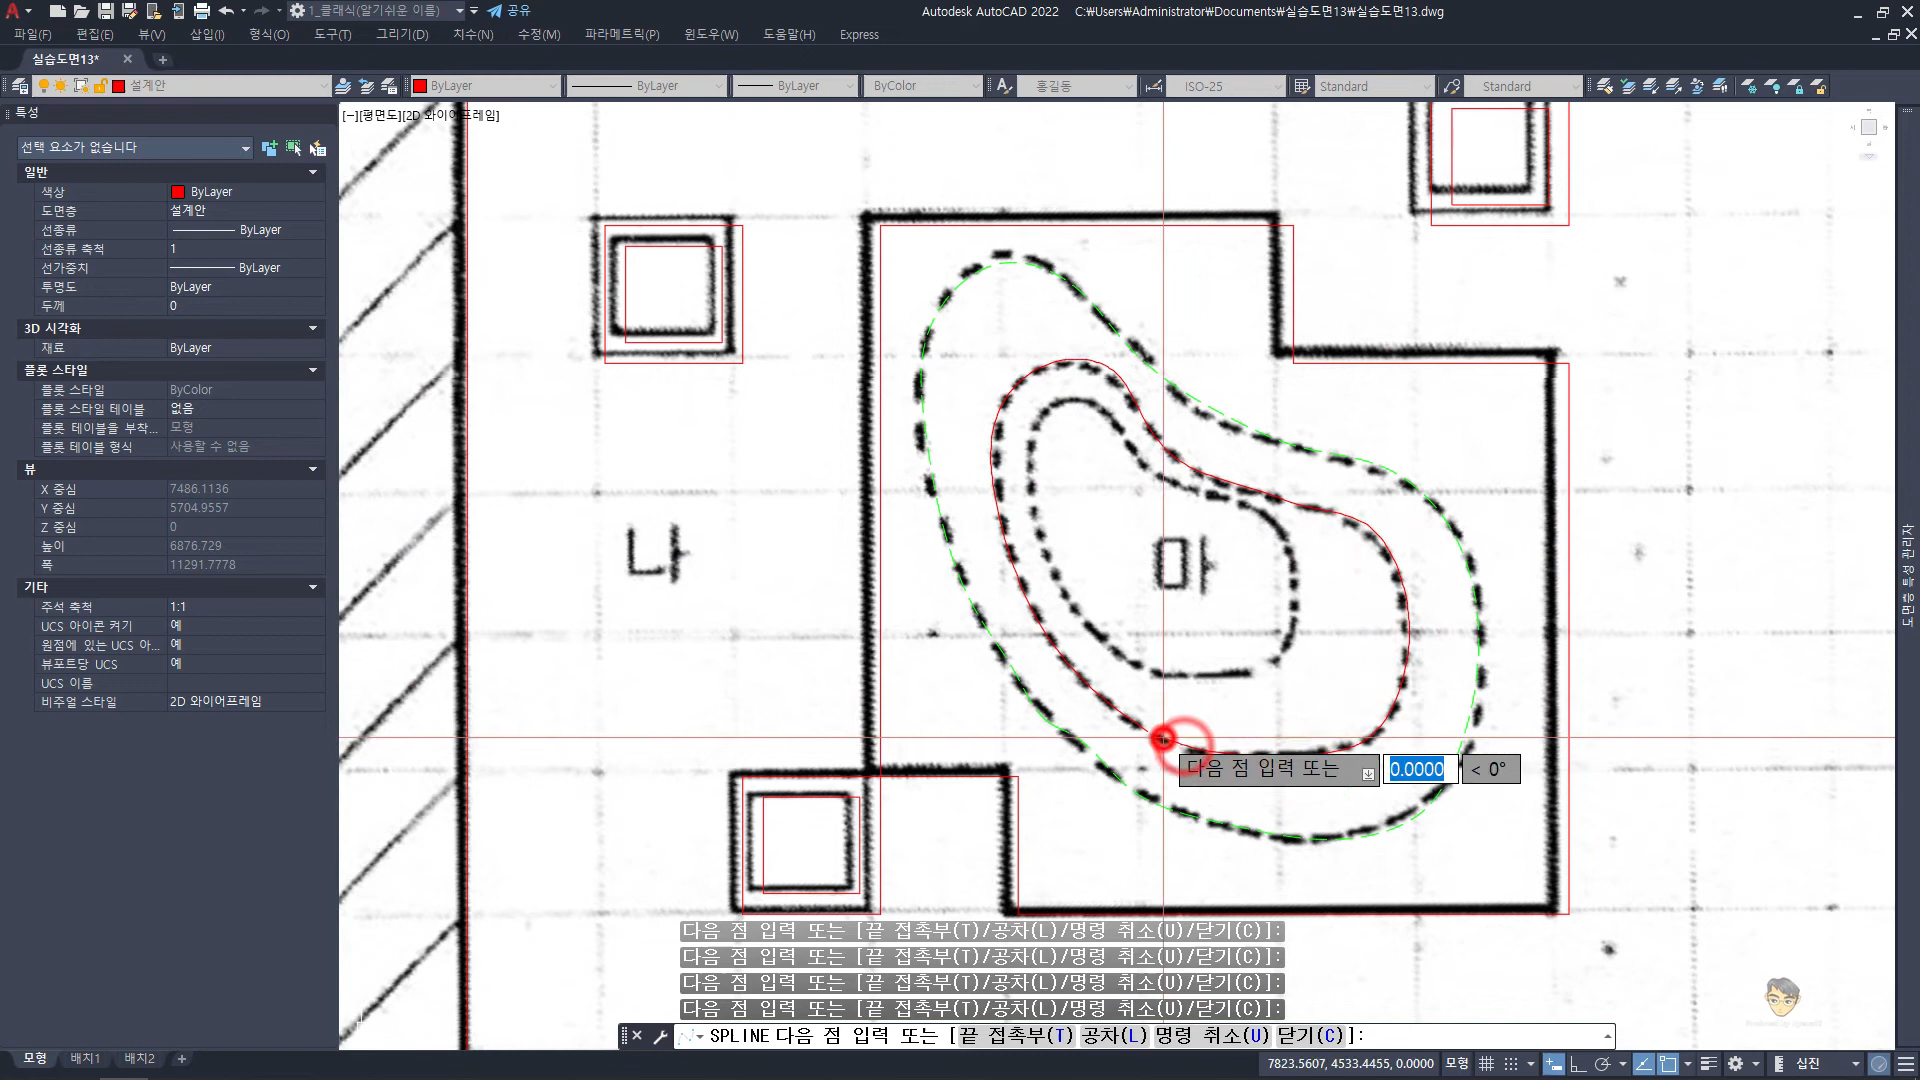 1_클래식(알기쉬운 이름)
공유
Autodesk AutoCAD 2022 C:₩Users₩Administrator₩Documents₩실습도면13₩실습도면13.dwg
파일(F) 편집(E) 뷰(V) 삽입(I) 형식(O) 도구(T) 그리기(D) 치수(N) 수정(M) 파라메트릭(P) 윈도우(W) 도움말(H) Express
실습도면13*
설계안 ByLayer ByLayer ByLayer ByColor 홍길동 ISO-25 Standard Standard
특성
[−][평면도][2D 와이어프레임]
선택 요소가 없습니다
일반
색상 ByLayer
도면층 설계안
선종류 ByLayer
선종류 축척 1
선가중치 ByLayer
투명도 ByLayer
두께 0
3D 시각화
재료 ByLayer
플롯 스타일
플롯 스타일 ByColor
플롯 스타일 테이블 없음
플롯 테이블을 부착... 모형
플롯 테이블 형식 사용할 수 없음
뷰
X 중심 7486.1136
Y 중심 5704.9557
Z 중심 0
높이 6876.729
폭 11291.7778
기타
주석 축척 1:1
UCS 아이콘 켜기 예
원점에 있는 UCS 아... 예
뷰포트당 UCS 예
UCS 이름
비주얼 스타일 2D 와이어프레임
나
마
도면층 특성 관리자
다음 점 입력 또는 0.0000 < 0°
다음 점 입력 또는 [끝 접촉부(T)/공차(L)/명령 취소(U)/닫기(C)]:
다음 점 입력 또는 [끝 접촉부(T)/공차(L)/명령 취소(U)/닫기(C)]:
다음 점 입력 또는 [끝 접촉부(T)/공차(L)/명령 취소(U)/닫기(C)]:
다음 점 입력 또는 [끝 접촉부(T)/공차(L)/명령 취소(U)/닫기(C)]:
SPLINE 다음 점 입력 또는 [끝 접촉부(T) 공차(L) 명령 취소(U) 닫기(C)]:
모형 배치1 배치2
7823.5607, 4533.4455, 0.0000 모형 십진